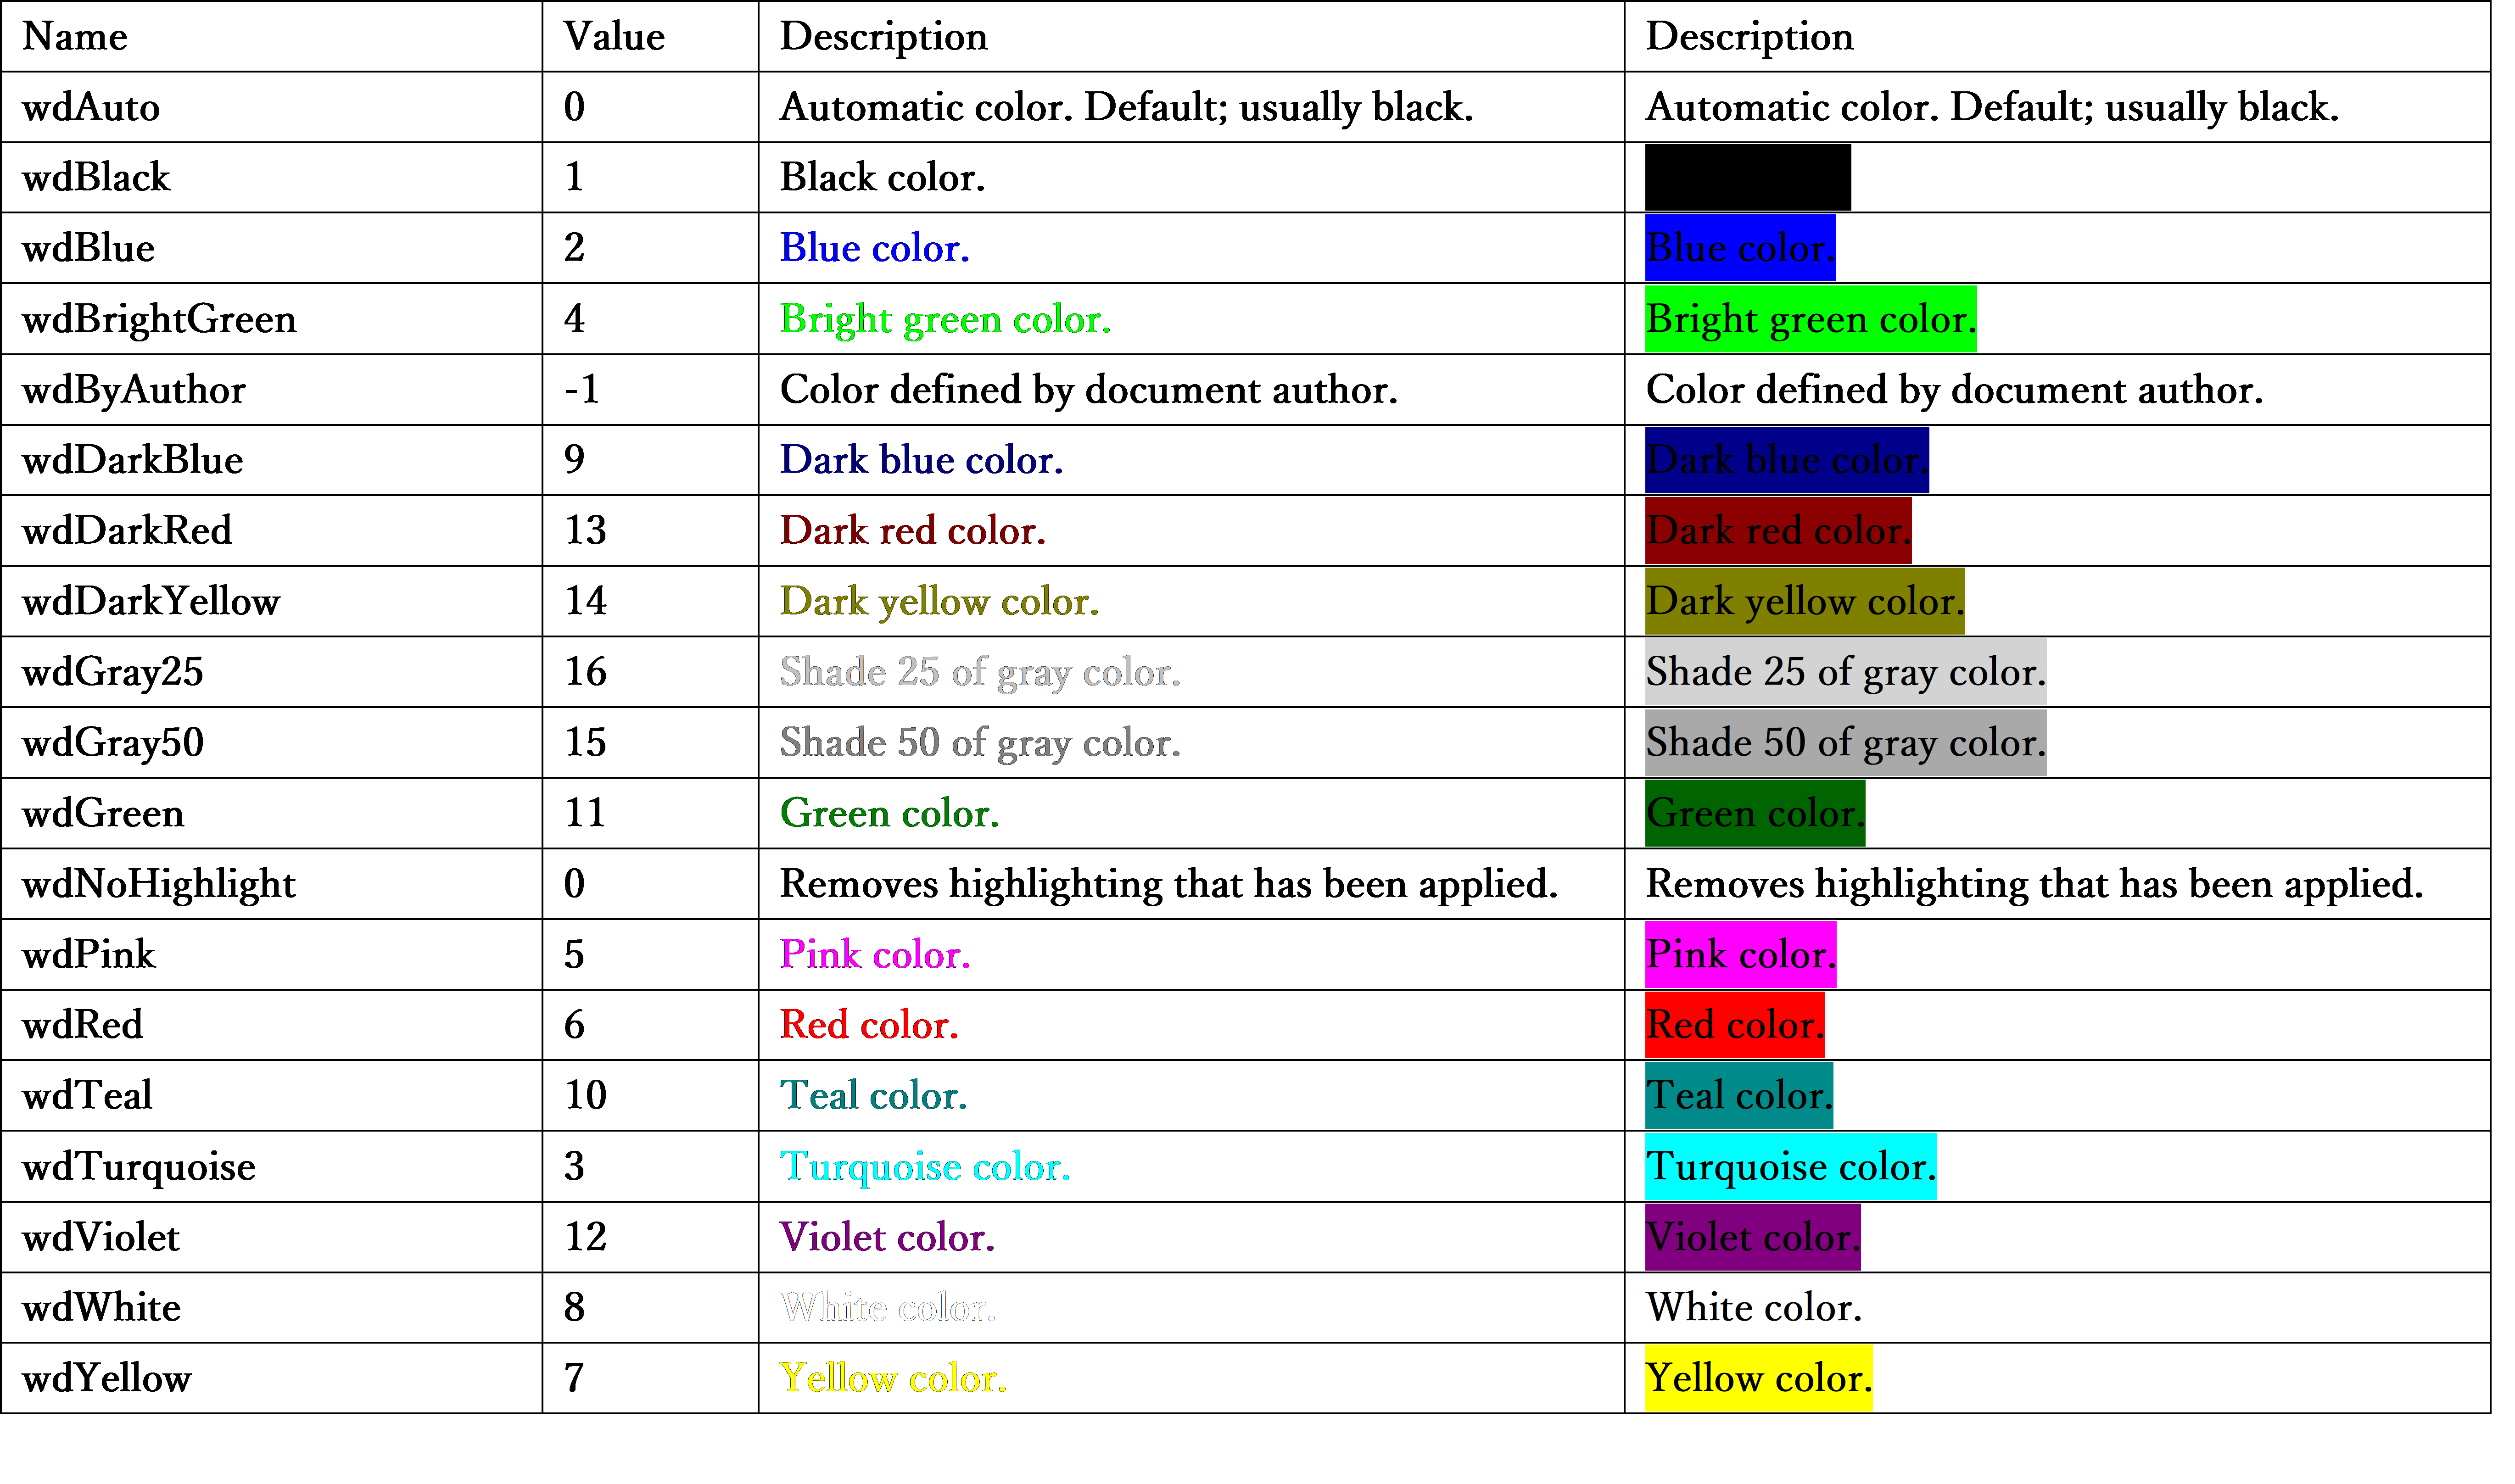 Name Value Description Description
wdAuto 0 Automatic color. Default; usually black. Automatic color. Default; usually black.
wdBlack 1 Black color.
wdBlue 2 Blue color. Blue color.
wdBrightGreen 4 Bright green color. Bright green color.
wdByAuthor -1 Color defined by document author. Color defined by document author.
wdDarkBlue 9 Dark blue color. Dark blue color.
wdDarkRed 13 Dark red color. Dark red color.
wdDarkYellow 14 Dark yellow color. Dark yellow color.
wdGray25 16 Shade 25 of gray color. Shade 25 of gray color.
wdGray50 15 Shade 50 of gray color. Shade 50 of gray color.
wdGreen 11 Green color. Green color.
wdNoHighlight 0 Removes highlighting that has been applied. Removes highlighting that has been applied.
wdPink 5 Pink color. Pink color.
wdRed 6 Red color. Red color.
wdTeal 10 Teal color. Teal color.
wdTurquoise 3 Turquoise color. Turquoise color.
wdViolet 12 Violet color. Violet color.
wdWhite 8 White color. White color.
wdYellow 7 Yellow color. Yellow color.